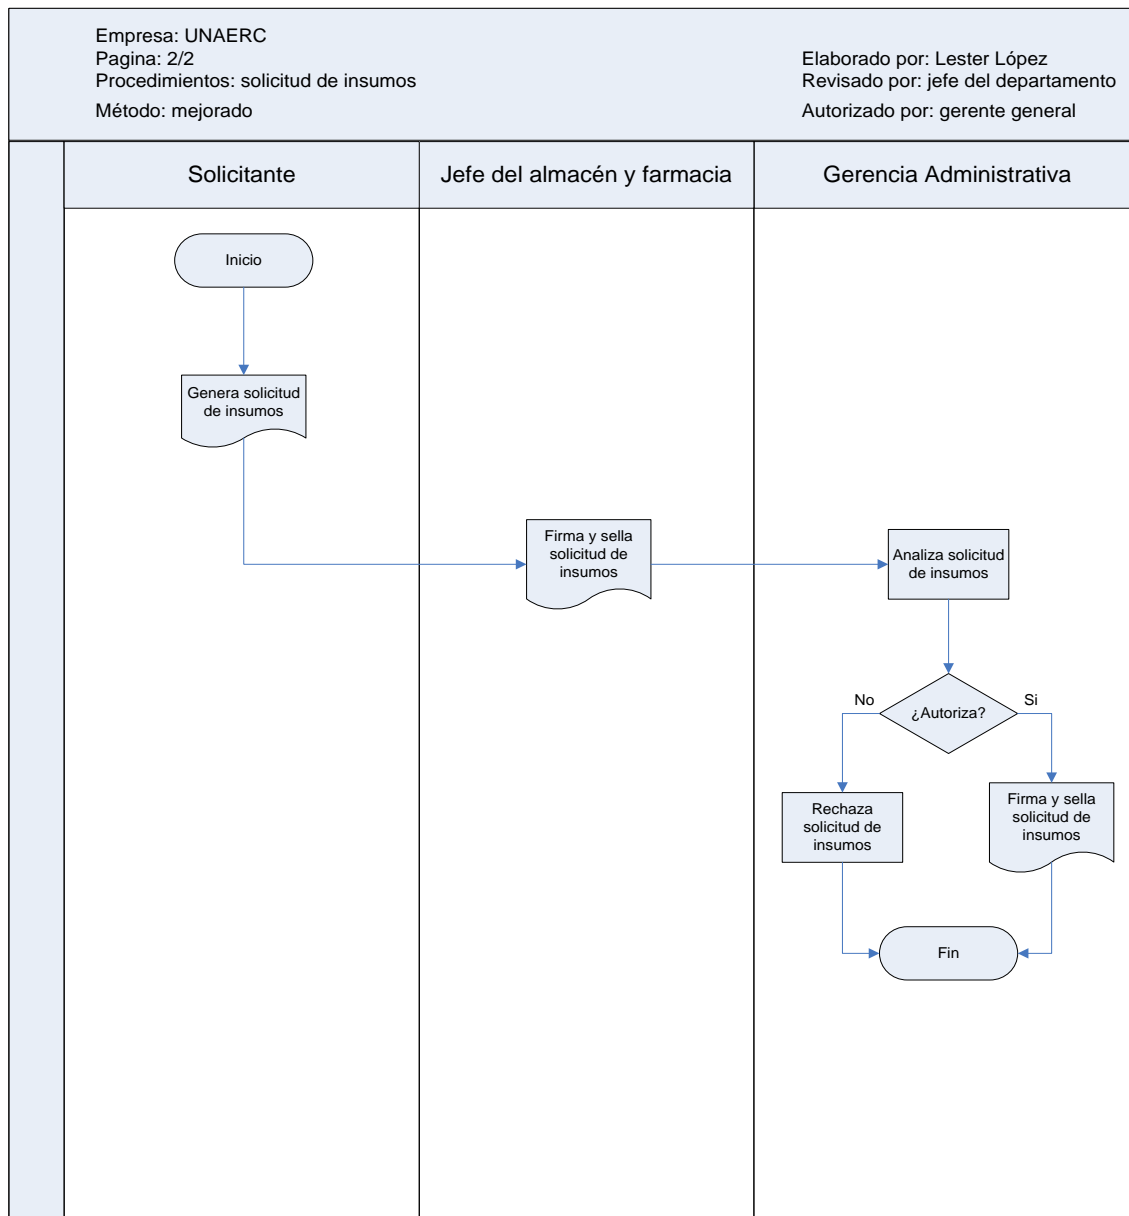 Empresa: UNAERC
Pagina: 2/2
Procedimientos: solicitud de insumos
Método: mejorado
Elaborado por: Lester López
Revisado por: jefe del departamento
Autorizado por: gerente general
Solicitante
Jefe del almacén y farmacia
Gerencia Administrativa
Inicio
Genera solicitud
de insumos
Firma y sella
solicitud de
insumos
Analiza solicitud
de insumos
¿Autoriza?
No
Si
Rechaza
solicitud de
insumos
Firma y sella
solicitud de
insumos
Fin